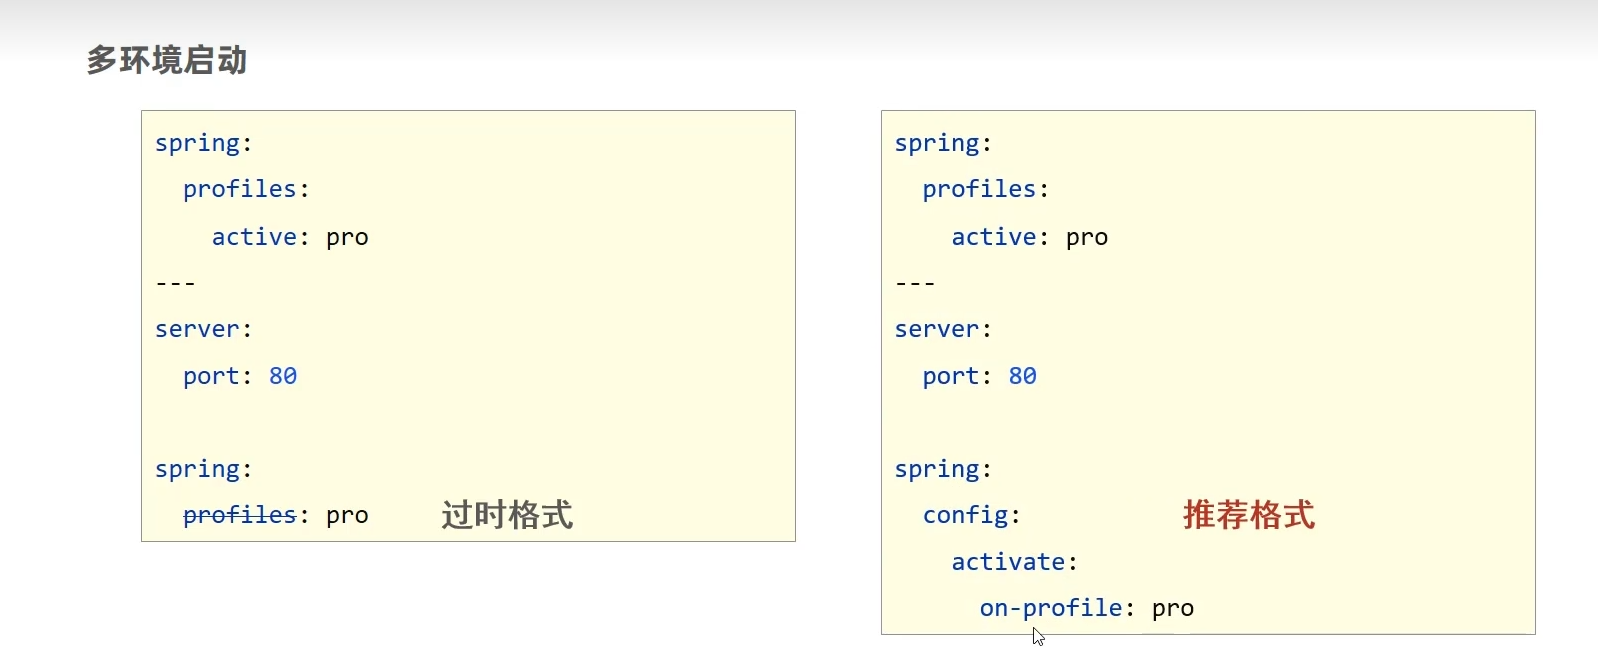 多环境启动
spring:
  profiles:
    active: pro
---
server:
  port: 80
spring:
  profiles: pro 过时格式
spring:
  profiles:
    active: pro
---
server:
  port: 80
spring:
  config: 推荐格式
    activate:
      on-profile: pro